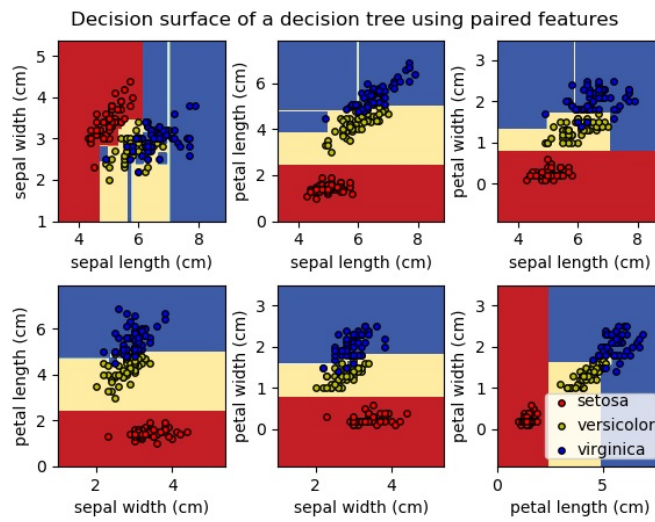 Decision surface of a decision tree using paired features
sepal width (cm)
5
4
3
2
1
4 6 8
sepal length (cm)
petal length (cm)
6
4
2
0
4 6 8
sepal length (cm)
petal width (cm)
3
2
1
0
4 6 8
sepal length (cm)
petal length (cm)
6
4
2
0
2 4
sepal width (cm)
petal width (cm)
3
2
1
0
2 4
sepal width (cm)
petal width (cm)
3
2
1
0
0 5
petal length (cm)
setosa
versicolor
virginica